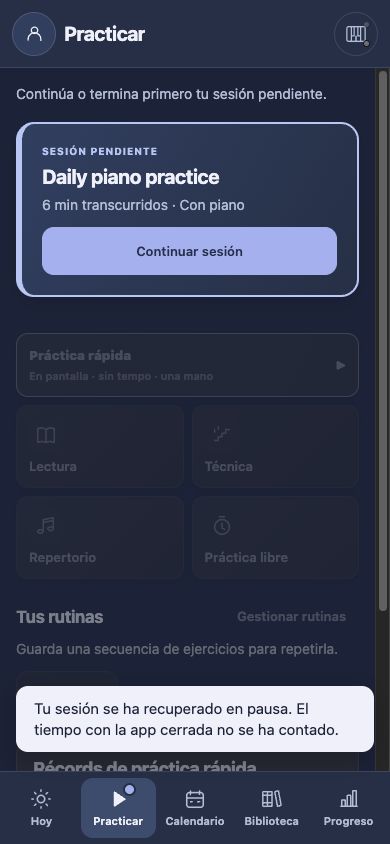 Practicar
Continúa o termina primero tu sesión pendiente.
SESIÓN PENDIENTE
Daily piano practice
6 min transcurridos · Con piano
Continuar sesión
Práctica rápida
En pantalla · sin tiempo · una mano
Lectura
Técnica
Repertorio
Práctica libre
Tus rutinas
Gestionar rutinas
Guarda una secuencia de ejercicios para repetirla.
Tu sesión se ha recuperado en pausa. El
tiempo con la app cerrada no se ha contado.
Récords de práctica rápida
Hoy
Practicar
Calendario
Biblioteca
Progreso